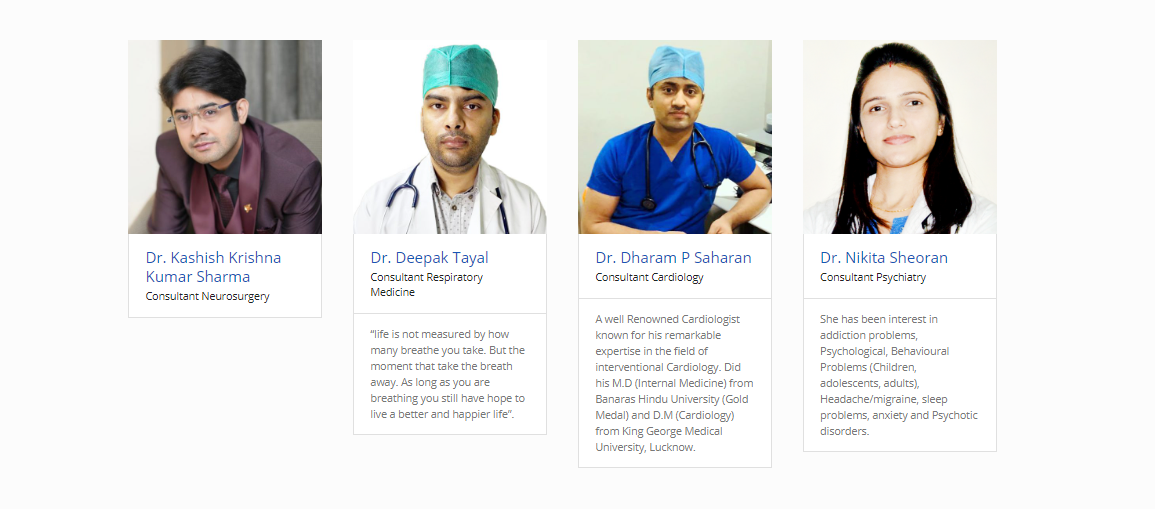 Dr. Kashish Krishna
Kumar Sharma
Consultant Neurosurgery
Dr. Deepak Tayal
Consultant Respiratory
Medicine
“life is not measured by how
many breathe you take. But the
moment that take the breath
away. As long as you are
breathing you still have hope to
live a better and happier life”.
Dr. Dharam P Saharan
Consultant Cardiology
A well Renowned Cardiologist
known for his remarkable
expertise in the field of
interventional Cardiology. Did
his M.D (Internal Medicine) from
Banaras Hindu University (Gold
Medal) and D.M (Cardiology)
from King George Medical
University, Lucknow.
Dr. Nikita Sheoran
Consultant Psychiatry
She has been interest in
addiction problems,
Psychological, Behavioural
Problems (Children,
adolescents, adults),
Headache/migraine, sleep
problems, anxiety and Psychotic
disorders.